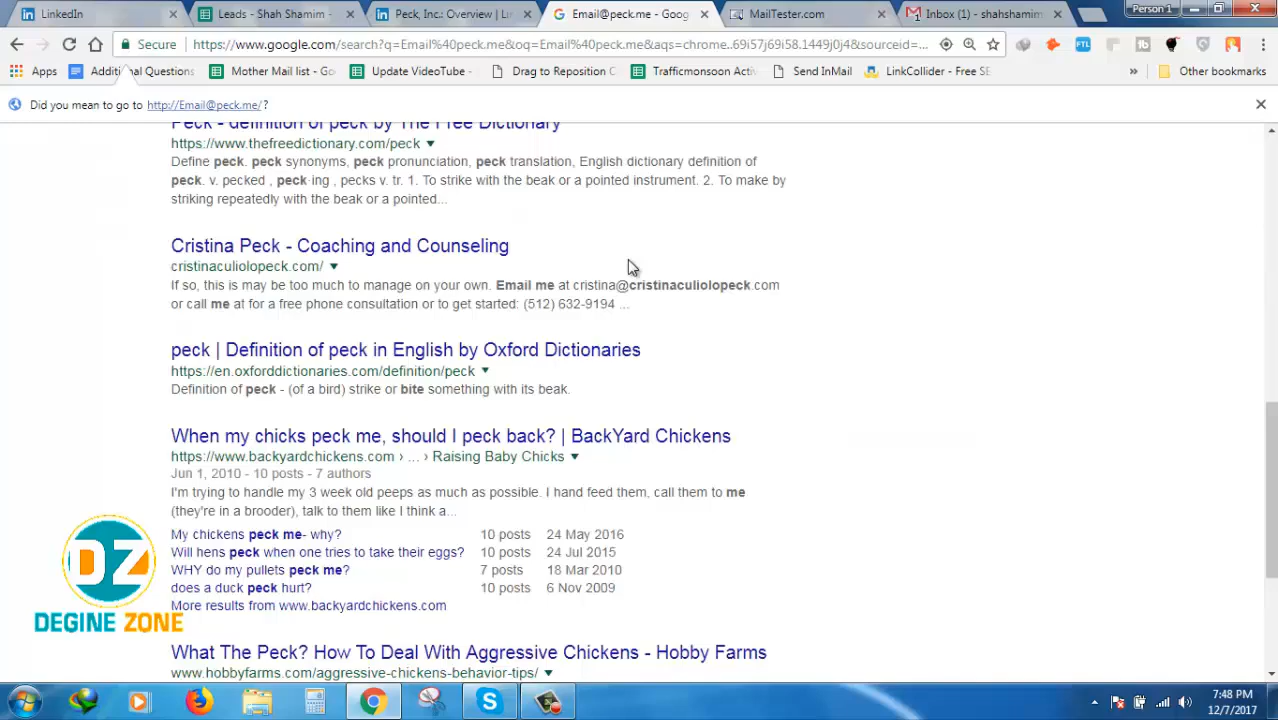 LinkedIn
Leads - Shah Shamim -
Peck, Inc.: Overview | Lin
Email@peck.me - Goog
MailTester.com
Inbox (1) - shahshamim
Person 1
Secure
https://www.google.com/search?q=Email%40peck.me&oq=Email%40peck.me&aqs=chrome..69i57j69i58.1449j0j4&sourceid=...
Apps
Additional Questions
Mother Mail list - Go
Update VideoTube -
Drag to Reposition C
Trafficmonsoon Acti
Send InMail
LinkCollider - Free SE
»
Other bookmarks
Did you mean to go to http://Email@peck.me/?
Peck - definition of peck by The Free Dictionary
https://www.thefreedictionary.com/peck
Define peck. peck synonyms, peck pronunciation, peck translation, English dictionary definition of
peck. v. pecked , peck·ing , pecks v. tr. 1. To strike with the beak or a pointed instrument. 2. To make by
striking repeatedly with the beak or a pointed...
Cristina Peck - Coaching and Counseling
cristinaculiolopeck.com/
If so, this is may be too much to manage on your own. Email me at cristina@cristinaculiolopeck.com
or call me at for a free phone consultation or to get started: (512) 632-9194 ...
peck | Definition of peck in English by Oxford Dictionaries
https://en.oxforddictionaries.com/definition/peck
Definition of peck - (of a bird) strike or bite something with its beak.
When my chicks peck me, should I peck back? | BackYard Chickens
https://www.backyardchickens.com › ... › Raising Baby Chicks
Jun 1, 2010 - 10 posts - 7 authors
I'm trying to handle my 3 week old peeps as much as possible. I hand feed them, call them to me
(they're in a brooder), talk to them like I think a...
My chickens peck me- why? 10 posts 24 May 2016
Will hens peck when one tries to take their eggs? 10 posts 24 Jul 2015
WHY do my pullets peck me? 7 posts 18 Mar 2010
does a duck peck hurt? 10 posts 6 Nov 2009
More results from www.backyardchickens.com
DZ
DEGINE ZONE
What The Peck? How To Deal With Aggressive Chickens - Hobby Farms
www.hobbyfarms.com/aggressive-chickens-behavior-tips/
7:48 PM
12/7/2017